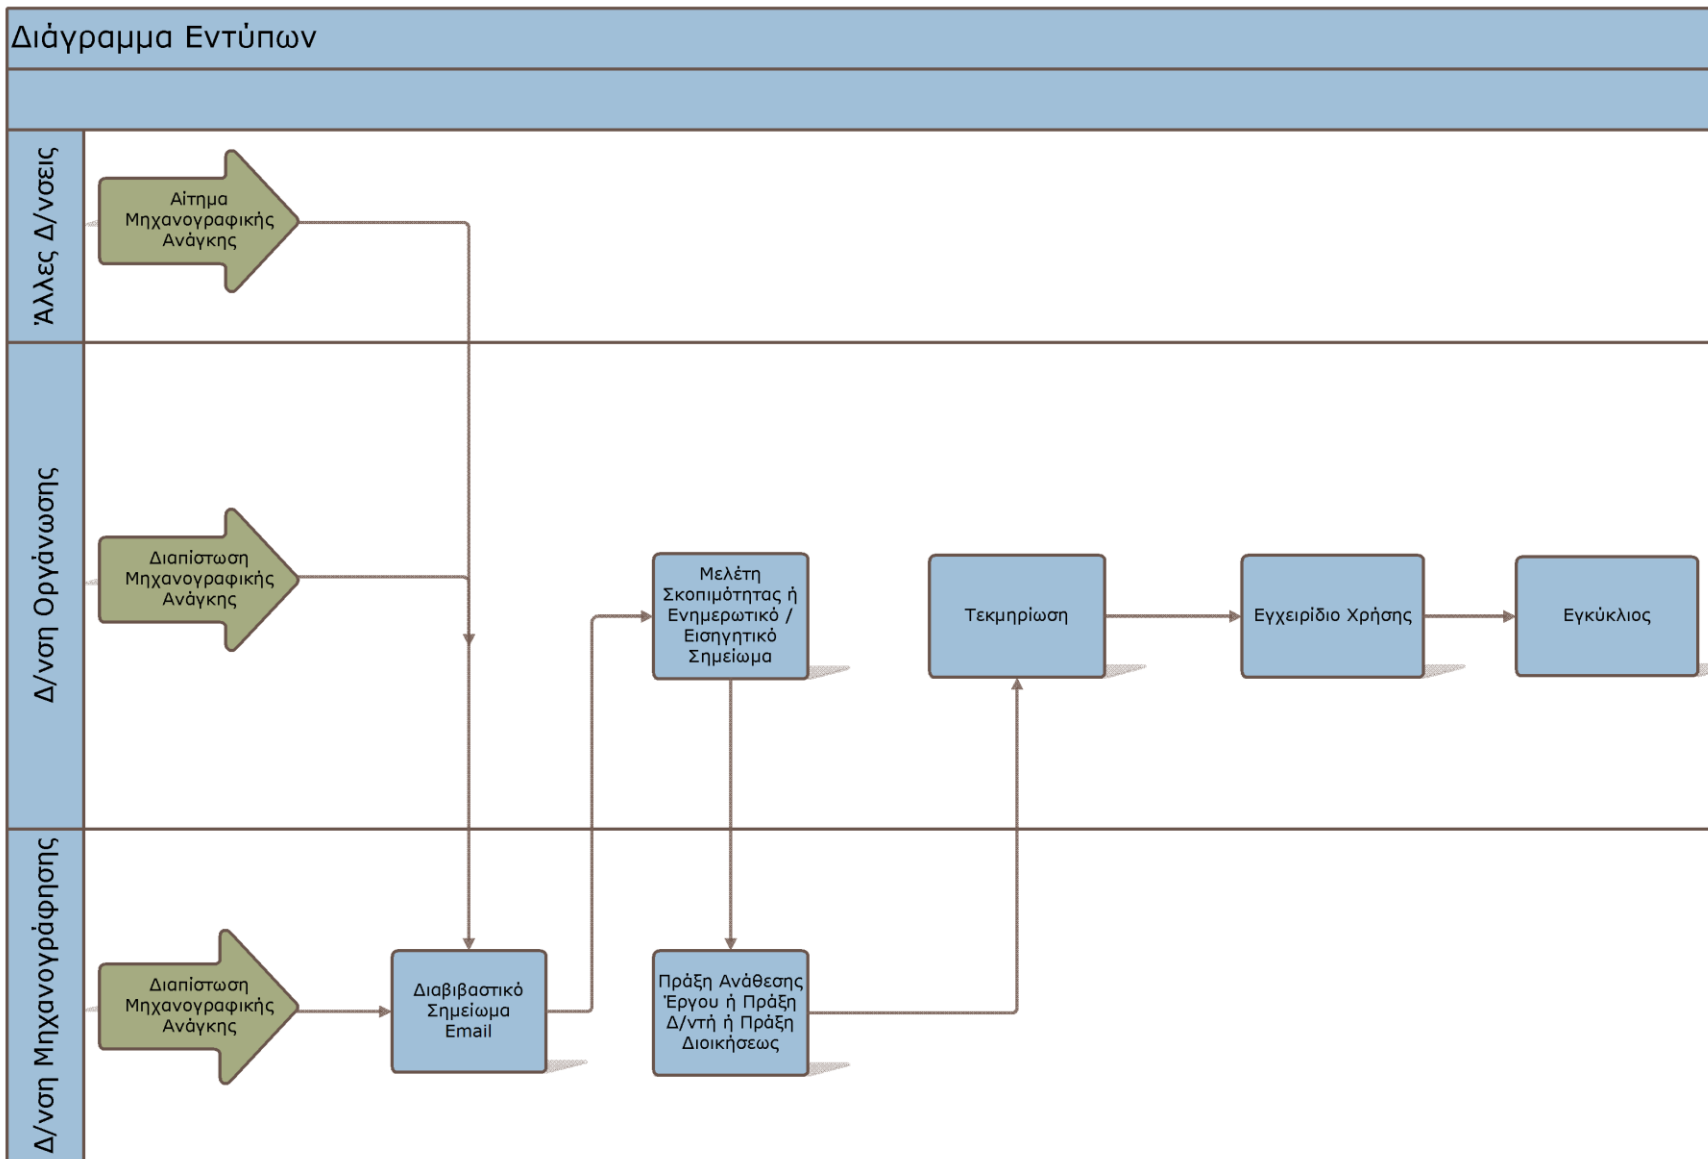 Διάγραμμα Εντύπων
Άλλες Δ/νσεις
Αίτημα
Μηχανογραφικής
Ανάγκης
Δ/νση Οργάνωσης
Διαπίστωση
Μηχανογραφικής
Ανάγκης
Μελέτη
Σκοπιμότητας ή
Ενημερωτικό /
Εισηγητικό
Σημείωμα
Τεκμηρίωση
Εγχειρίδιο Χρήσης
Εγκύκλιος
Δ/νση Μηχανογράφησης
Διαπίστωση
Μηχανογραφικής
Ανάγκης
Διαβιβαστικό
Σημείωμα
Email
Πράξη Ανάθεσης
Έργου ή Πράξη
Δ/ντή ή Πράξη
Διοικήσεως